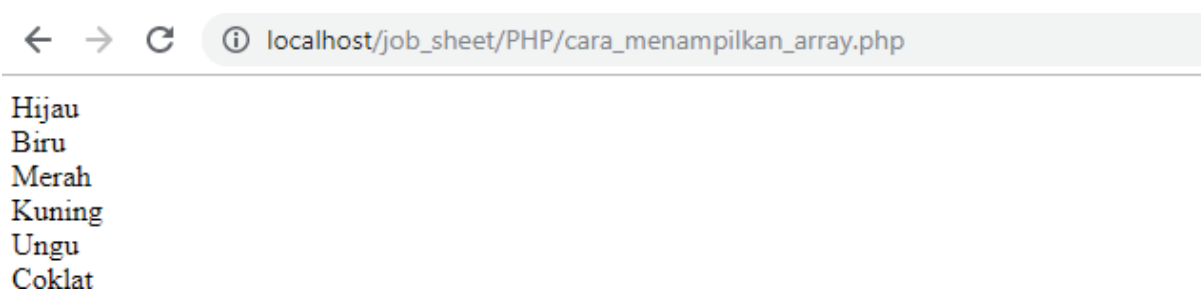 localhost/job_sheet/PHP/cara_menampilkan_array.php
Hijau
Biru
Merah
Kuning
Ungu
Coklat